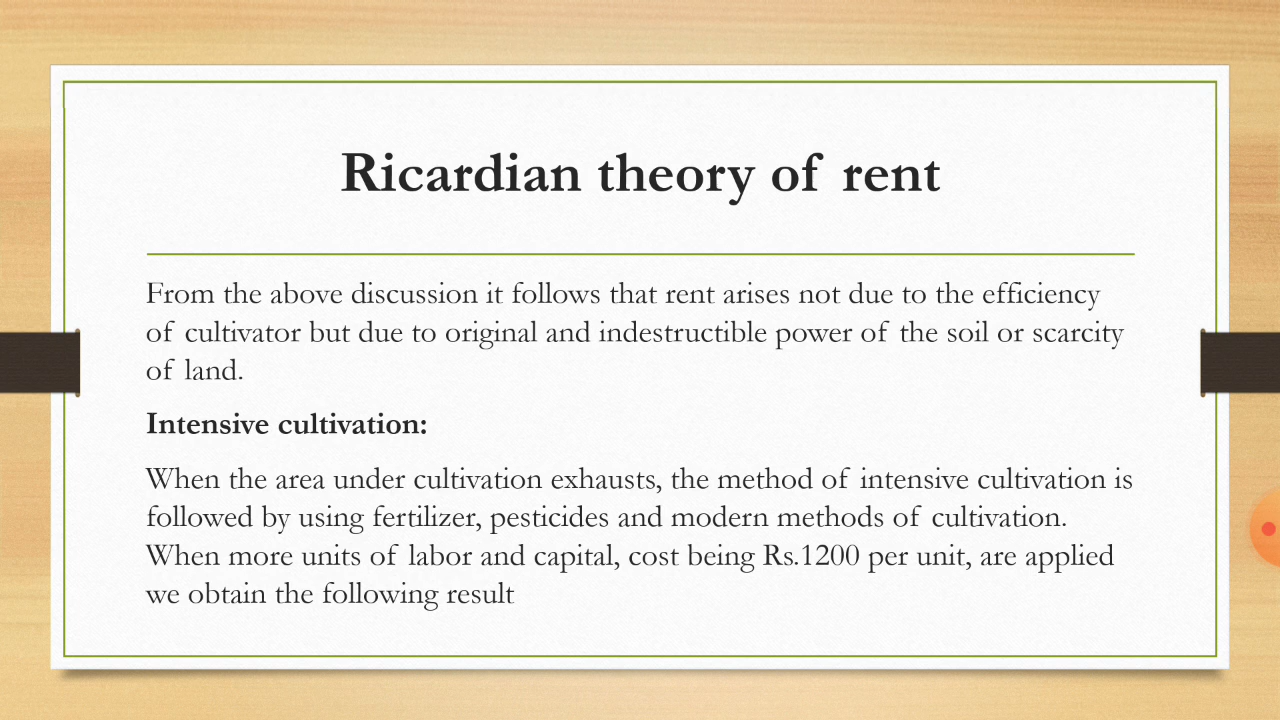 Ricardian theory of rent
From the above discussion it follows that rent arises not due to the efficiency
of cultivator but due to original and indestructible power of the soil or scarcity
of land.
Intensive cultivation:
When the area under cultivation exhausts, the method of intensive cultivation is
followed by using fertilizer, pesticides and modern methods of cultivation.
When more units of labor and capital, cost being Rs.1200 per unit, are applied
we obtain the following result